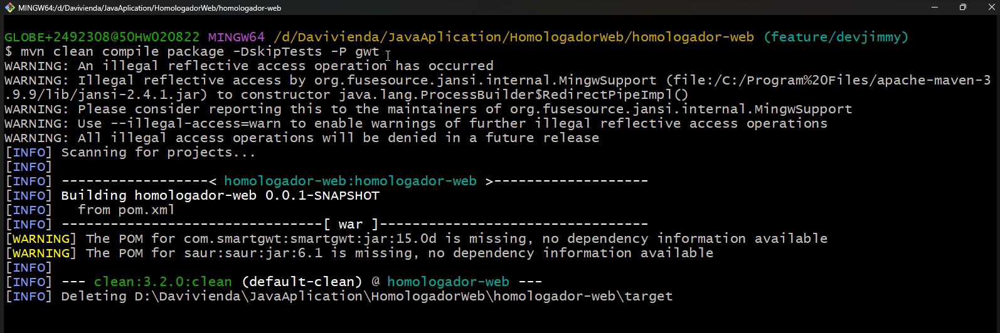 MINGW64:/d/Davivienda/JavaAplication/HomologadorWeb/homologador-web
GLOBE+2492308@50HW020822 MINGW64 /d/Davivienda/JavaAplication/HomologadorWeb/homologador-web (feature/devjimmy)
$ mvn clean compile package -DskipTests -P gwt
WARNING: An illegal reflective access operation has occurred
WARNING: Illegal reflective access by org.fusesource.jansi.internal.MingwSupport (file:/C:/Program%20Files/apache-maven-3
.9.9/lib/jansi-2.4.1.jar) to constructor java.lang.ProcessBuilder$RedirectPipeImpl()
WARNING: Please consider reporting this to the maintainers of org.fusesource.jansi.internal.MingwSupport
WARNING: Use --illegal-access=warn to enable warnings of further illegal reflective access operations
WARNING: All illegal access operations will be denied in a future release
[INFO] Scanning for projects...
[INFO]
[INFO] ------------------< homologador-web:homologador-web >-------------------
[INFO] Building homologador-web 0.0.1-SNAPSHOT
[INFO]   from pom.xml
[INFO] --------------------------------[ war ]---------------------------------
[WARNING] The POM for com.smartgwt:smartgwt:jar:15.0d is missing, no dependency information available
[WARNING] The POM for saur:saur:jar:6.1 is missing, no dependency information available
[INFO]
[INFO] --- clean:3.2.0:clean (default-clean) @ homologador-web ---
[INFO] Deleting D:\Davivienda\JavaAplication\HomologadorWeb\homologador-web\target